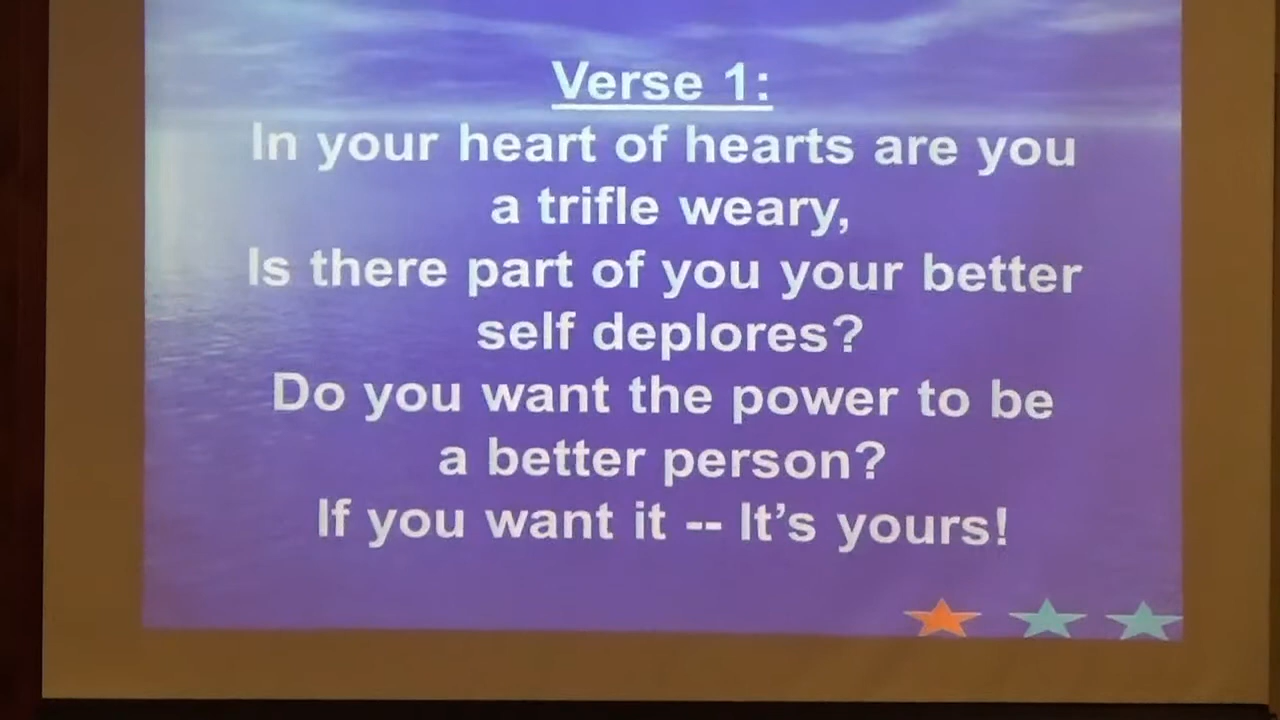 Verse 1:
In your heart of hearts are you
a trifle weary,
Is there part of you your better
self deplores?
Do you want the power to be
a better person?
If you want it -- It's yours!